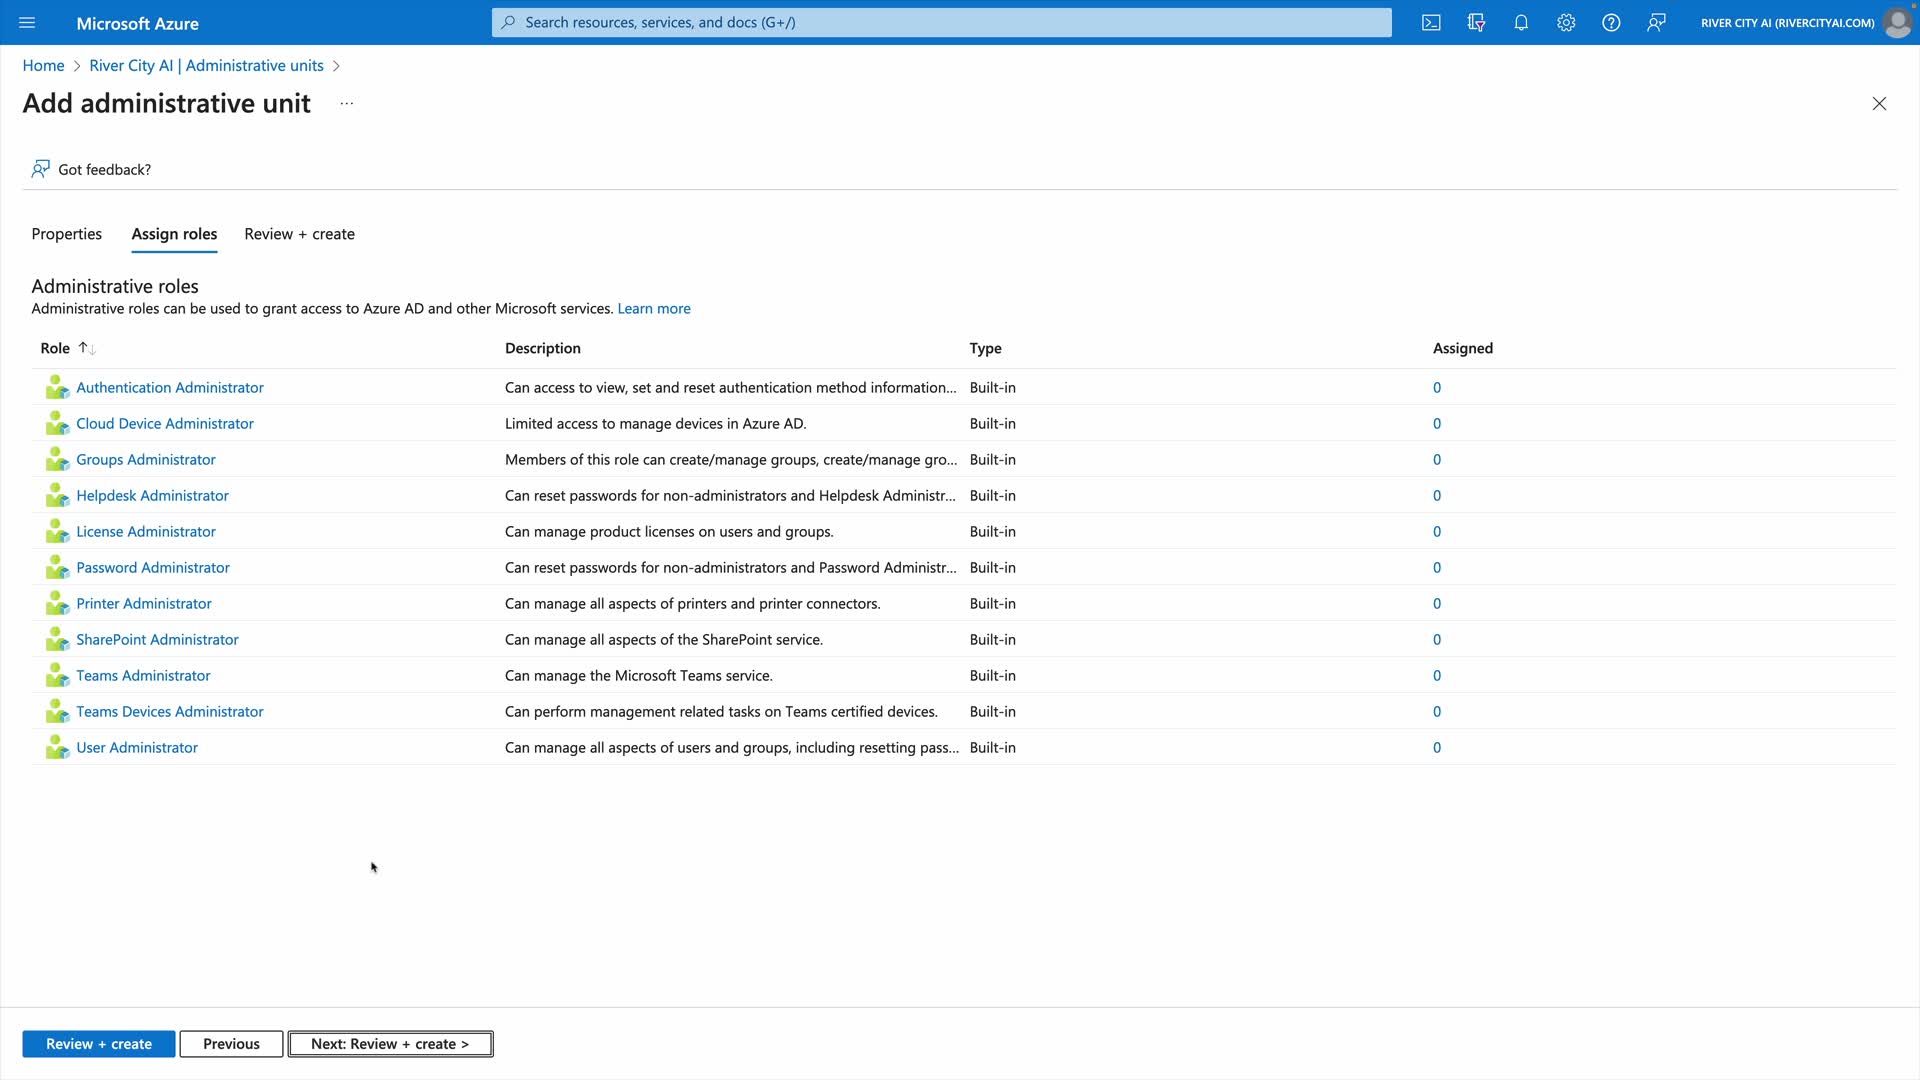 Microsoft Azure
Search resources, services, and docs (G+/)
RIVER CITY AI (RIVERCITYAI.COM)
Home > River City AI | Administrative units >
Add administrative unit ...
Got feedback?
Properties Assign roles Review + create
Administrative roles
Administrative roles can be used to grant access to Azure AD and other Microsoft services. Learn more
Role ↑↓ Description Type Assigned
Authentication Administrator Can access to view, set and reset authentication method information... Built-in 0
Cloud Device Administrator Limited access to manage devices in Azure AD. Built-in 0
Groups Administrator Members of this role can create/manage groups, create/manage gro... Built-in 0
Helpdesk Administrator Can reset passwords for non-administrators and Helpdesk Administr... Built-in 0
License Administrator Can manage product licenses on users and groups. Built-in 0
Password Administrator Can reset passwords for non-administrators and Password Administr... Built-in 0
Printer Administrator Can manage all aspects of printers and printer connectors. Built-in 0
SharePoint Administrator Can manage all aspects of the SharePoint service. Built-in 0
Teams Administrator Can manage the Microsoft Teams service. Built-in 0
Teams Devices Administrator Can perform management related tasks on Teams certified devices. Built-in 0
User Administrator Can manage all aspects of users and groups, including resetting pass... Built-in 0
Review + create Previous Next: Review + create >